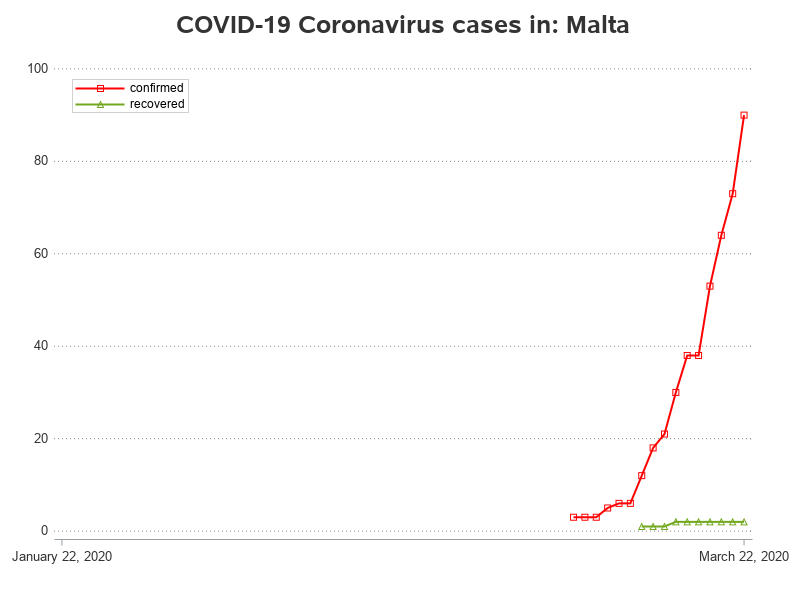 COVID-19 Coronavirus cases in: Malta
100
confirmed
recovered
80
60
40
20
0
January 22, 2020
March 22, 2020